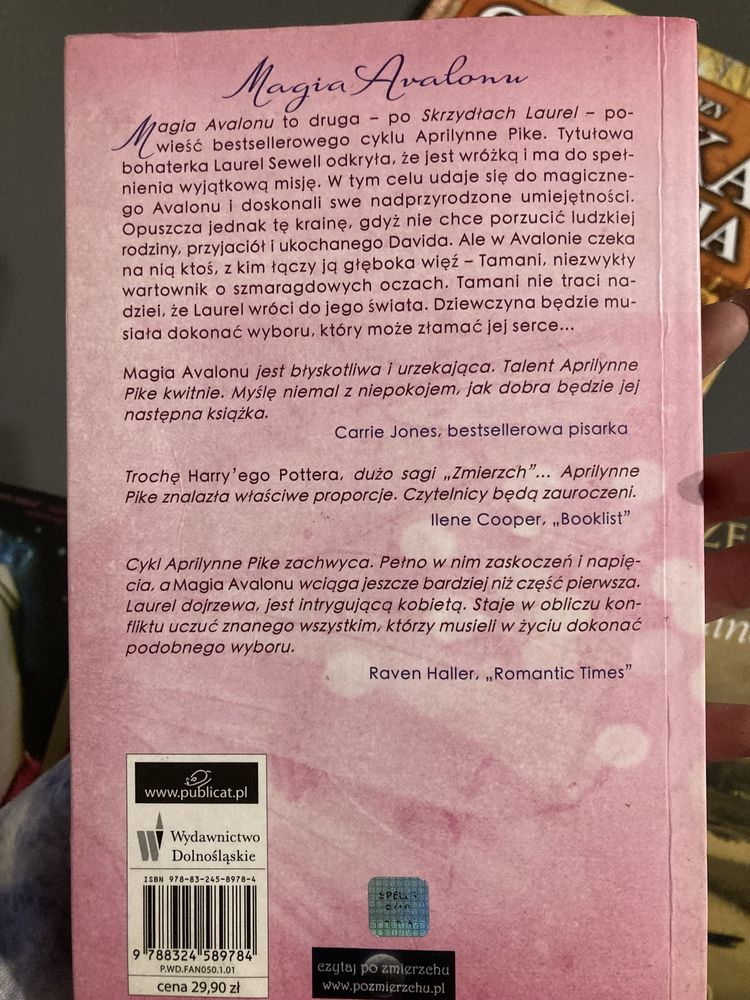 Magia Avalonu
Magia Avalonu to druga – po Skrzydłach Laurel – po-
wieść bestsellerowego cyklu Aprilynne Pike. Tytułowa
bohaterka Laurel Sewell odkryła, że jest wróżką i ma do speł-
nienia wyjątkową misję. W tym celu udaje się do magiczne-
go Avalonu i doskonali swe nadprzyrodzone umiejętności.
Opuszcza jednak tę krainę, gdyż nie chce porzucić ludzkiej
rodziny, przyjaciół i ukochanego Davida. Ale w Avalonie czeka
na nią ktoś, z kim łączy ją głęboka więź – Tamani, niezwykły
wartownik o szmaragdowych oczach. Tamani nie traci na-
dziei, że Laurel wróci do jego świata. Dziewczyna będzie mu-
siała dokonać wyboru, który może złamać jej serce...
Magia Avalonu jest błyskotliwa i urzekająca. Talent Aprilynne
Pike kwitnie. Myślę niemal z niepokojem, jak dobra będzie jej
następna książka.
Carrie Jones, bestsellerowa pisarka
Trochę Harry'ego Pottera, dużo sagi „Zmierzch"... Aprilynne
Pike znalazła właściwe proporcje. Czytelnicy będą zauroczeni.
Ilene Cooper, „Booklist"
Cykl Aprilynne Pike zachwyca. Pełno w nim zaskoczeń i napię-
cia, a Magia Avalonu wciąga jeszcze bardziej niż część pierwsza.
Laurel dojrzewa, jest intrygującą kobietą. Staje w obliczu kon-
fliktu uczuć znanego wszystkim, którzy musieli w życiu dokonać
podobnego wyboru.
Raven Haller, „Romantic Times"
www.publicat.pl
Wydawnictwo
Dolnośląskie
ISBN 978-83-245-8978-4
9 788324 589784
P.WD.FAN050.1.01
cena 29,90 zł
czytaj po zmierzchu
www.pozmierzchu.pl